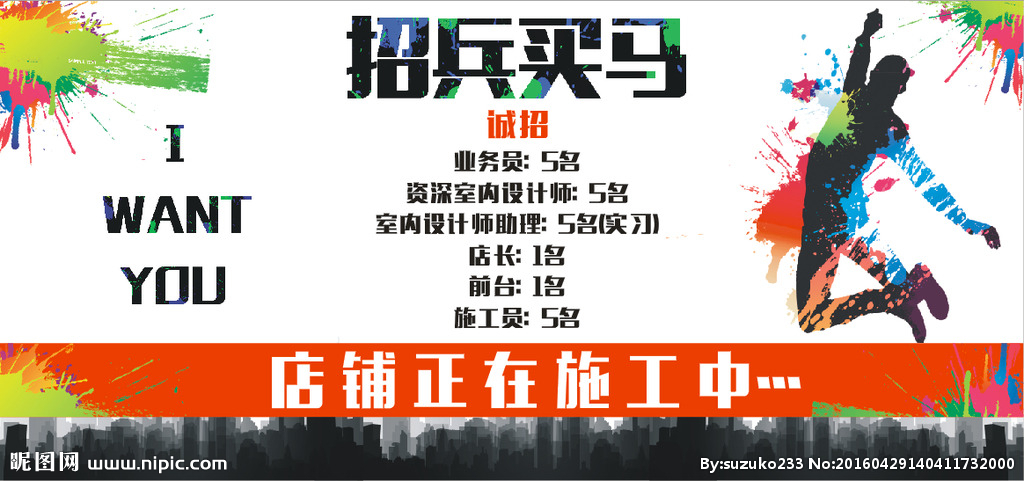 招兵买马
I
WANT
YOU
诚招
业务员: 5名
资深室内设计师: 5名
室内设计师助理: 5名(实习)
店长: 1名
前台: 1名
施工员: 5名
店铺正在施工中...
昵图网 www.nipic.com
By:suzuko233 No:20160429140411732000